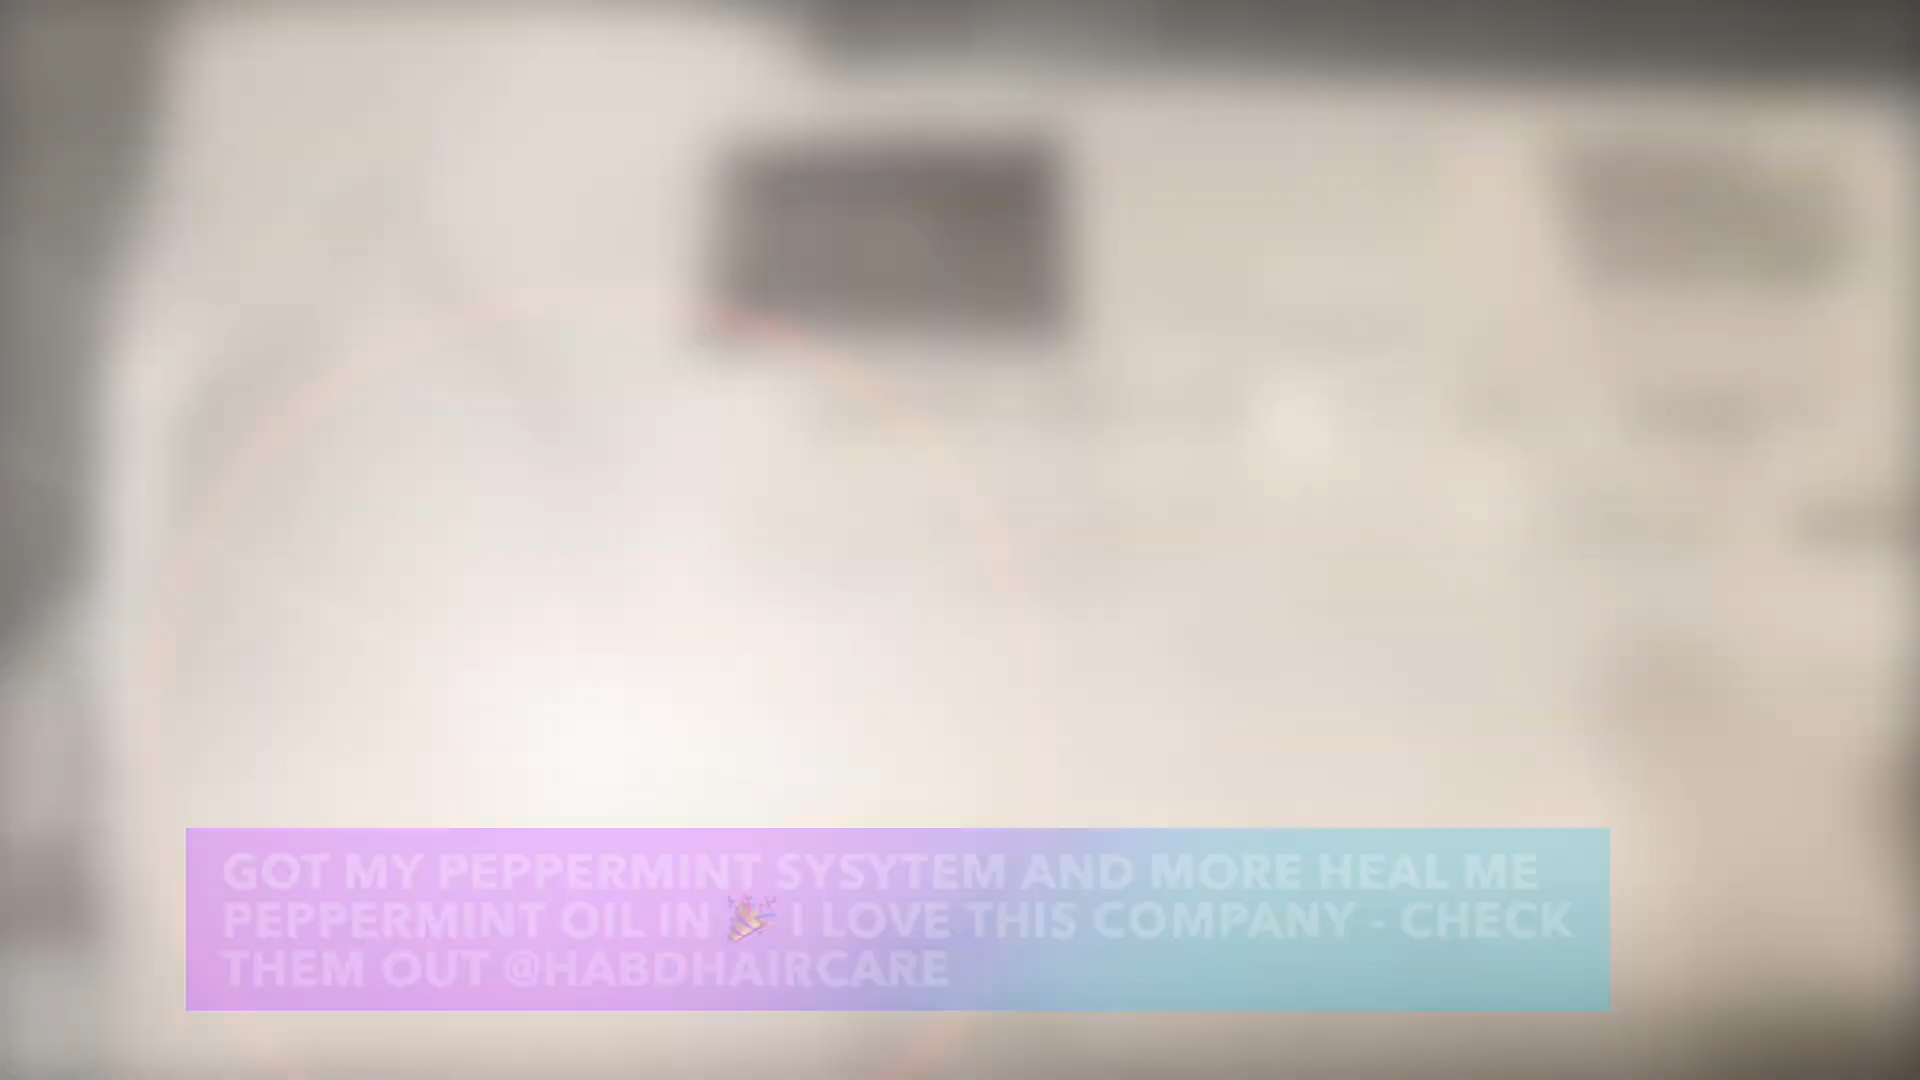 GOT MY PEPPERMINT SYSYTEM AND MORE HEAL ME
PEPPERMINT OIL IN 🎉 I LOVE THIS COMPANY - CHECK
THEM OUT @HABDHAIRCARE